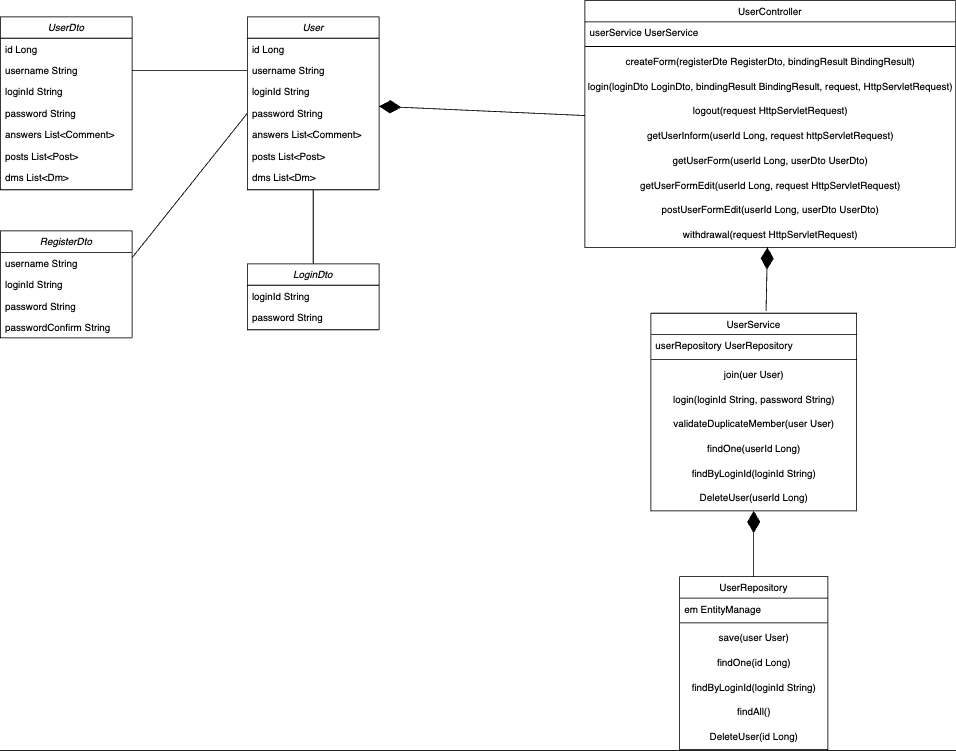 UserDto
id Long
username String
loginId String
password String
answers List<Comment>
posts List<Post>
dms List<Dm>
User
id Long
username String
loginId String
password String
answers List<Comment>
posts List<Post>
dms List<Dm>
UserController
userService UserService
createForm(registerDte RegisterDto, bindingResult BindingResult)
login(loginDto LoginDto, bindingResult BindingResult, request, HttpServletRequest)
logout(request HttpServletRequest)
getUserInform(userId Long, request httpServletRequest)
getUserForm(userId Long, userDto UserDto)
getUserFormEdit(userId Long, request HttpServletRequest)
postUserFormEdit(userId Long, userDto UserDto)
withdrawal(request HttpServletRequest)
RegisterDto
username String
loginId String
password String
passwordConfirm String
LoginDto
loginId String
password String
UserService
userRepository UserRepository
join(uer User)
login(loginId String, password String)
validateDuplicateMember(user User)
findOne(userId Long)
findByLoginId(loginId String)
DeleteUser(userId Long)
UserRepository
em EntityManage
save(user User)
findOne(id Long)
findByLoginId(loginId String)
findAll()
DeleteUser(id Long)